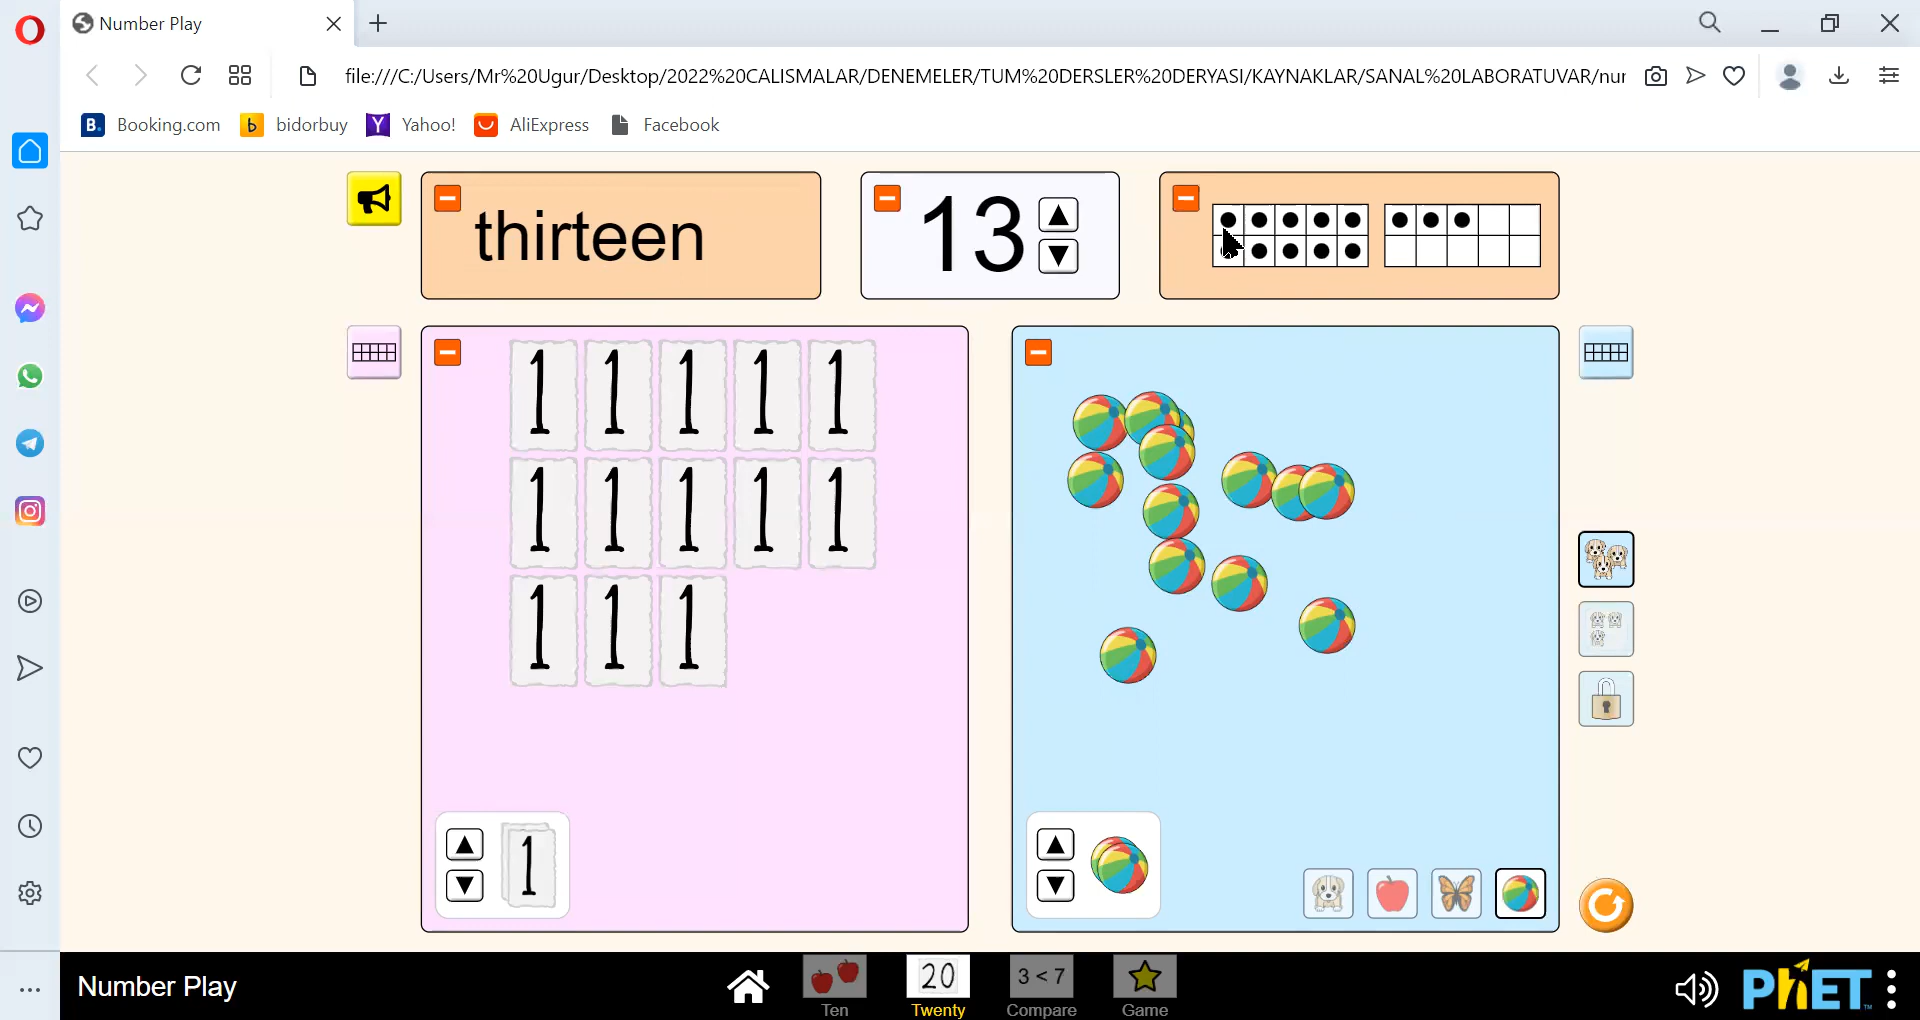 Number Play
file:///C:/Users/Mr%20Ugur/Desktop/2022%20CALISMALAR/DENEMELER/TUM%20DERSLER%20DERYASI/KAYNAKLAR/SANAL%20LABORATUVAR/nur
B. Booking.com b bidorbuy Y Yahoo! AliExpress Facebook
thirteen 13
1 1 1 1 1
1 1 1 1 1
1 1 1
1
Number Play
20 3 < 7
Ten Twenty Compare Game
PhET™